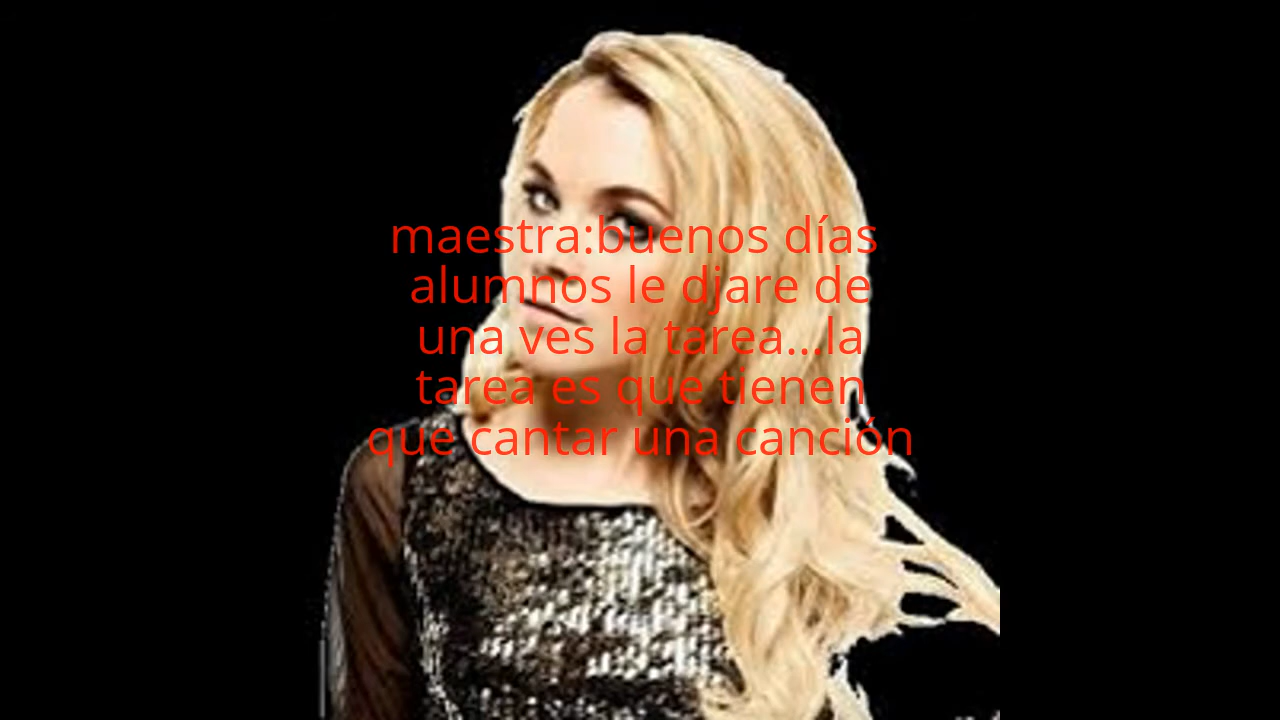 maestra:buenos días
alumnos le djare de
una ves la tarea...la
tarea es que tienen
que cantar una canción